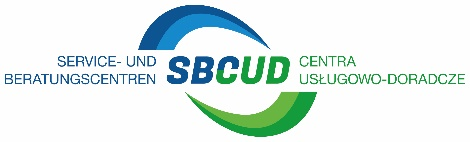 SERVICE- UND
BERATUNGSCENTREN
SBCUD
CENTRA
USŁUGOWO-DORADCZE